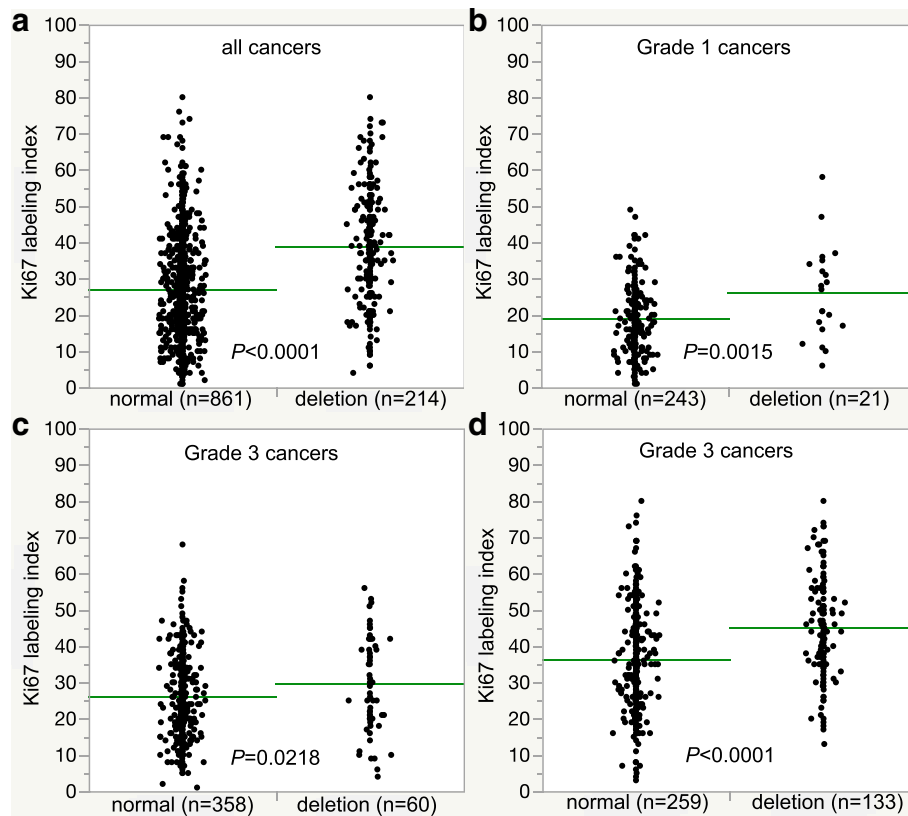 a
all cancers
Ki67 labeling index
100
90
80
70
60
50
40
30
20
10
0
P<0.0001
normal (n=861)
deletion (n=214)
b
Grade 1 cancers
Ki67 labeling index
100
90
80
70
60
50
40
30
20
10
0
P=0.0015
normal (n=243)
deletion (n=21)
c
Grade 3 cancers
Ki67 labeling index
100
90
80
70
60
50
40
30
20
10
0
P=0.0218
normal (n=358)
deletion (n=60)
d
Grade 3 cancers
Ki67 labeling index
100
90
80
70
60
50
40
30
20
10
0
P<0.0001
normal (n=259)
deletion (n=133)